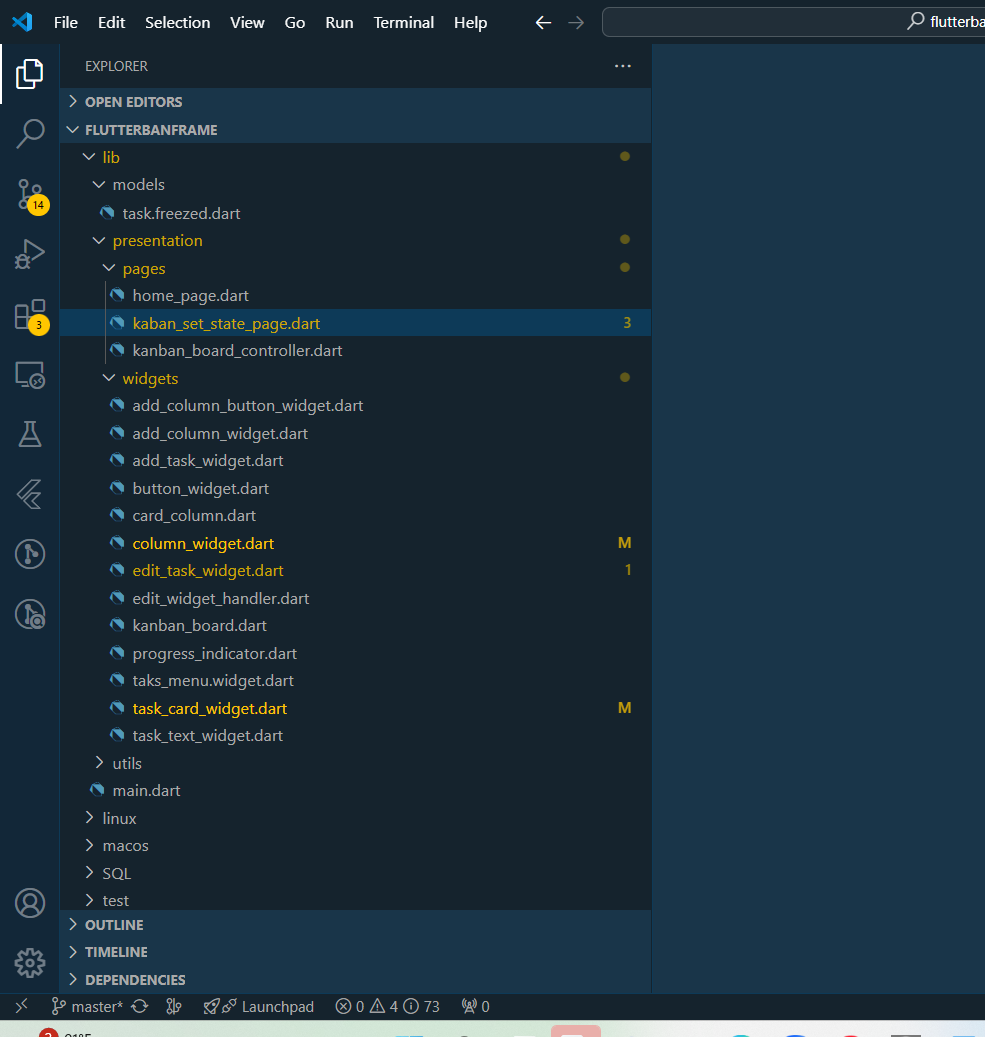 File Edit Selection View Go Run Terminal Help flutterba
EXPLORER ...
OPEN EDITORS
FLUTTERBANFRAME
lib
models
task.freezed.dart
14
presentation
pages
home_page.dart
3
kaban_set_state_page.dart 3
kanban_board_controller.dart
widgets
add_column_button_widget.dart
add_column_widget.dart
add_task_widget.dart
button_widget.dart
card_column.dart
column_widget.dart M
edit_task_widget.dart 1
edit_widget_handler.dart
kanban_board.dart
progress_indicator.dart
taks_menu.widget.dart
task_card_widget.dart M
task_text_widget.dart
utils
main.dart
linux
macos
SQL
test
OUTLINE
TIMELINE
DEPENDENCIES
master* Launchpad 0 4 73 0